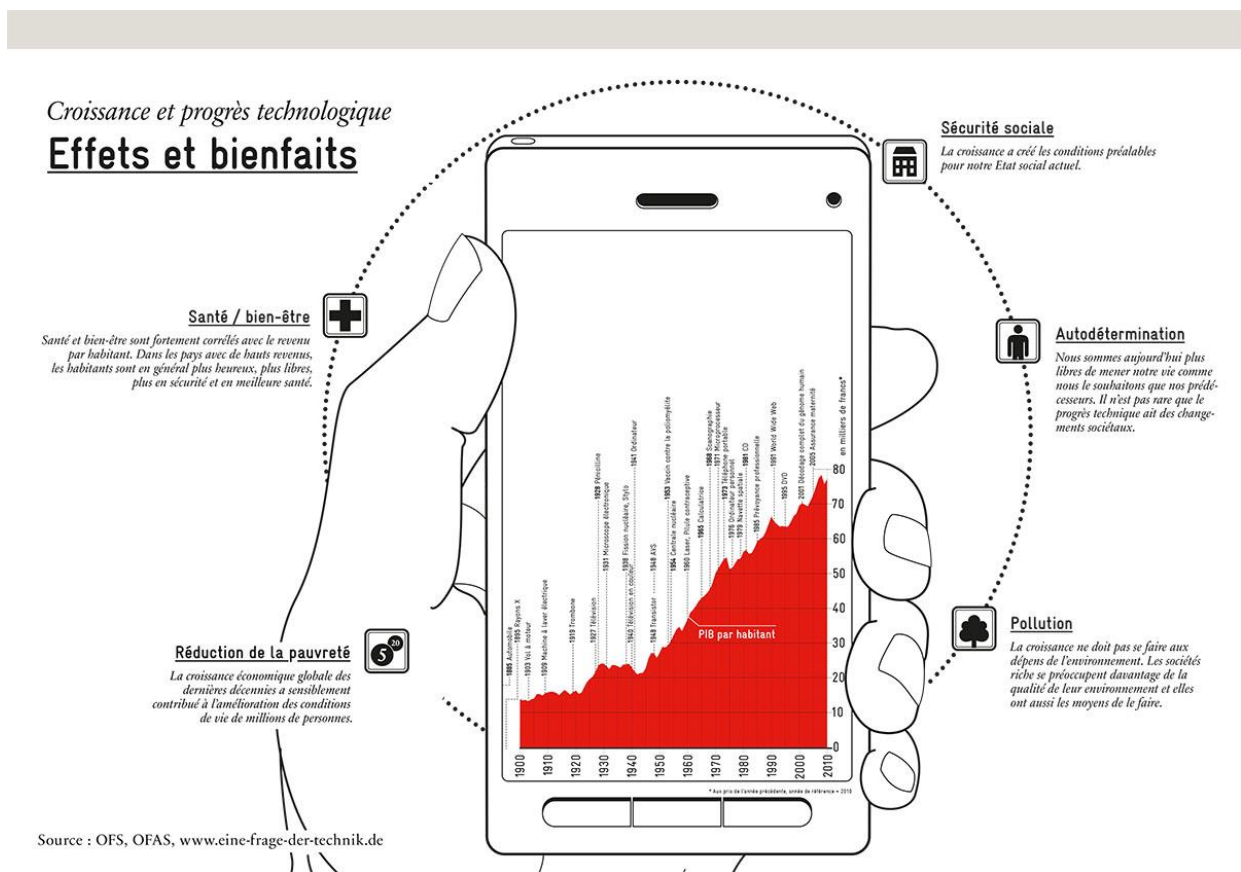 Croissance et progrès technologique
Effets et bienfaits
Sécurité sociale
La croissance a créé les conditions préalables
pour notre Etat social actuel.
Santé / bien-être
Santé et bien-être sont fortement corrélés avec le revenu
par habitant. Dans les pays avec de hauts revenus,
les habitants sont en général plus heureux, plus libres,
plus en sécurité et en meilleure santé.
Autodétermination
Nous sommes aujourd'hui plus
libres de mener notre vie comme
nous le souhaitons que nos prédé-
cesseurs. Il n'est pas rare que le
progrès technique ait des change-
ments sociétaux.
Réduction de la pauvreté
La croissance économique globale des
dernières décennies a sensiblement
contribué à l'amélioration des conditions
de vie de millions de personnes.
5
20
Pollution
La croissance ne doit pas se faire aux
dépens de l'environnement. Les sociétés
riche se préoccupent davantage de la
qualité de leur environnement et elles
ont aussi les moyens de le faire.
1885 Automobile
1895 Rayons X
1903 Vol à moteur
1909 Machine à laver électrique
1919 Trombone
1927 Télévision
1928 Pénicilline
1931 Microscope électronique
1938 Fission nucléaire, Stylo
1940 Télévision en couleur
1941 Ordinateur
1948 AVS
1949 Transistor
1953 Vaccin contre la poliomyélite
1954 Centrale nucléaire
1960 Laser, Pilule contraceptive
1965 Calculatrice
1968 Scanographie
1971 Microprocesseur
1973 Téléphone portable
1976 Ordinateur personnel
1979 Navette spatiale
1981 CD
1985 Prévoyance professionnelle
1991 World Wide Web
1995 DVD
2001 Décodage complet du génome humain
2005 Assurance maternité
en milliers de francs*
80
70
60
50
40
30
20
10
0
PIB par habitant
1900
1910
1920
1930
1940
1950
1960
1970
1980
1990
2000
2010
* Aux prix de l'année précédente, année de référence = 2010
Source : OFS, OFAS, www.eine-frage-der-technik.de